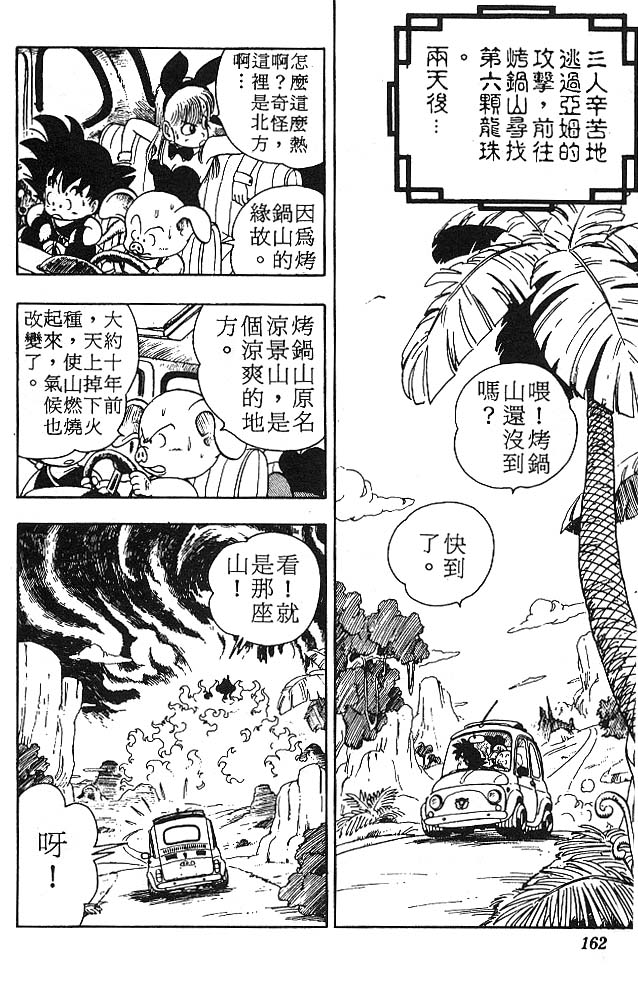 三人辛苦地
逃過亞姆的
攻擊，前往
烤鍋山尋找
第六顆龍珠
。
兩天後…
喂！烤鍋
山還沒到
嗎？
快到
了。
怎麼這麼熱
啊？奇怪，
這裡是北方
啊…
因為烤
鍋山的
緣故。
烤鍋山原名
涼景山，是
個涼爽的地
方。
大約十年前
，天上掉下火
種，使山燃燒
起來，氣候也
改變了。
看！就
是那座
山！
呀！
162